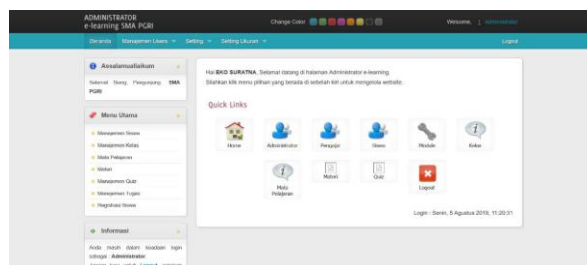 ADMINISTRATOR
e-learning SMA PGRI
Change Color
Welcome, | Administrator
Beranda Manajemen Users Setting Setting Ukuran Logout
Assalamualaikum
Selamat Siang, Pengunjung SMA
PGRI
Menu Utama
Manajemen Siswa
Manajemen Kelas
Mata Pelajaran
Materi
Manajemen Quiz
Manajemen Tugas
Registrasi Siswa
Informasi
Anda masih dalam keadaan login
sebagai Administrator
Hai EKO SURATNA, Selamat datang di halaman Administrator e-learning.
Silahkan klik menu pilihan yang berada di sebelah kiri untuk mengelola website.
Quick Links
Home Administrator Pengajar Siswa Module Kelas
Mata
Pelajaran
Materi Quiz Logout
Login : Senin, 5 Agustus 2019, 11:20:31